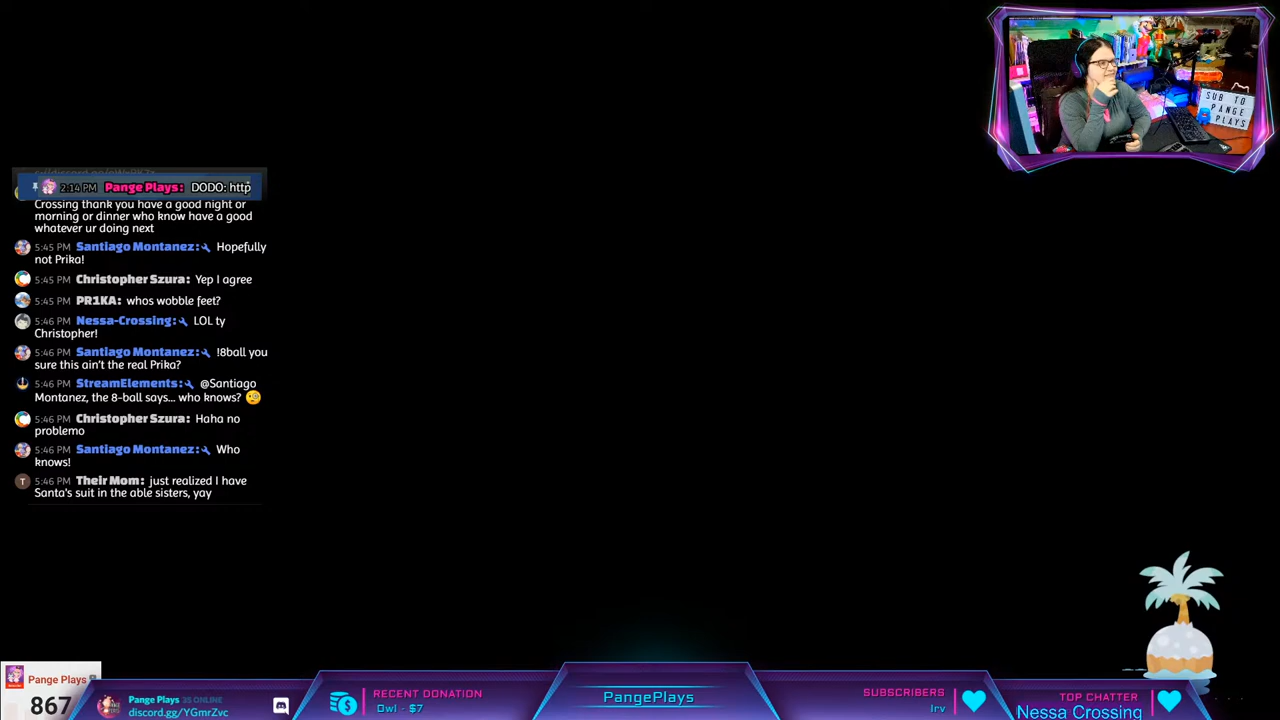 2:14 PM Pange Plays: DODO: http
Crossing thank you have a good night or
morning or dinner who know have a good
whatever ur doing next
5:45 PM Santiago Montanez: Hopefully
not Prika!
5:45 PM Christopher Szura: Yep I agree
5:45 PM PR1KA: whos wobble feet?
5:46 PM Nessa-Crossing: LOL ty
Christopher!
5:46 PM Santiago Montanez: !8ball you
sure this ain't the real Prika?
5:46 PM StreamElements: @Santiago
Montanez, the 8-ball says... who knows?
5:46 PM Christopher Szura: Haha no
problemo
5:46 PM Santiago Montanez: Who
knows!
5:46 PM Their Mom: just realized I have
Santa's suit in the able sisters, yay
SUB TO
PANGE
PLAYS
Pange Plays
867
Pange Plays
discord.gg/YGmrZvc
RECENT DONATION
Owl - $7
PangePlays
SUBSCRIBERS
Irv
TOP CHATTER
Nessa Crossing